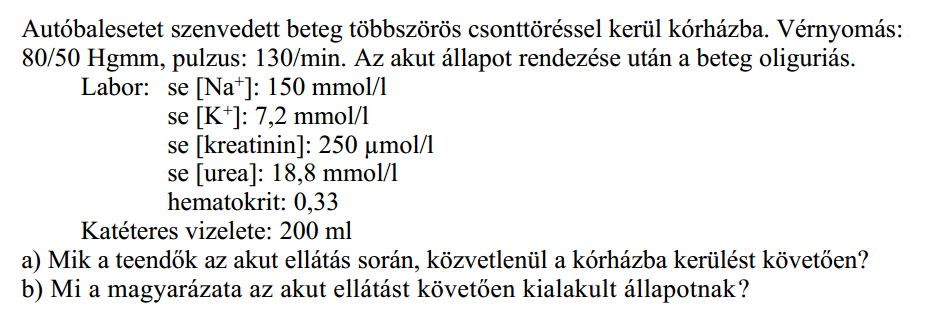 Autóbalesetet szenvedett beteg többszörös csonttöréssel kerül kórházba. Vérnyomás:
80/50 Hgmm, pulzus: 130/min. Az akut állapot rendezése után a beteg oliguriás.
Labor: se [Na⁺]: 150 mmol/l
se [K⁺]: 7,2 mmol/l
se [kreatinin]: 250 µmol/l
se [urea]: 18,8 mmol/l
hematokrit: 0,33
Katéteres vizelete: 200 ml
a) Mik a teendők az akut ellátás során, közvetlenül a kórházba kerülést követően?
b) Mi a magyarázata az akut ellátást követően kialakult állapotnak?